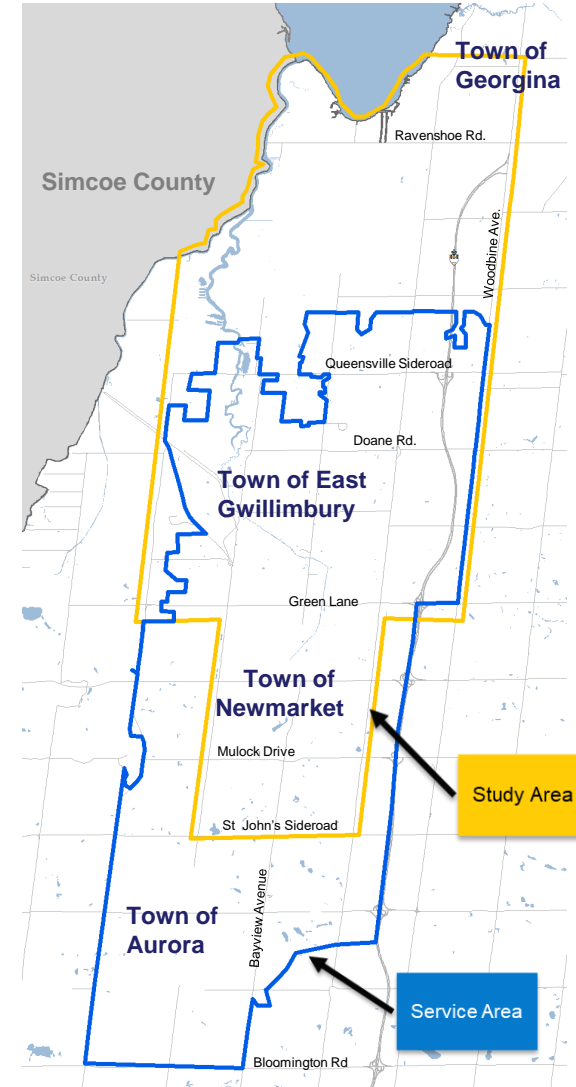 Town of
Georgina
Ravenshoe Rd.
Simcoe County
Woodbine Ave.
Simcoe County
404
Queensville Sideroad
Doane Rd.
Town of East
Gwillimbury
Green Lane
Town of
Newmarket
Mulock Drive
Study Area
St John's Sideroad
Bayview Avenue
Town of
Aurora
Service Area
Bloomington Rd